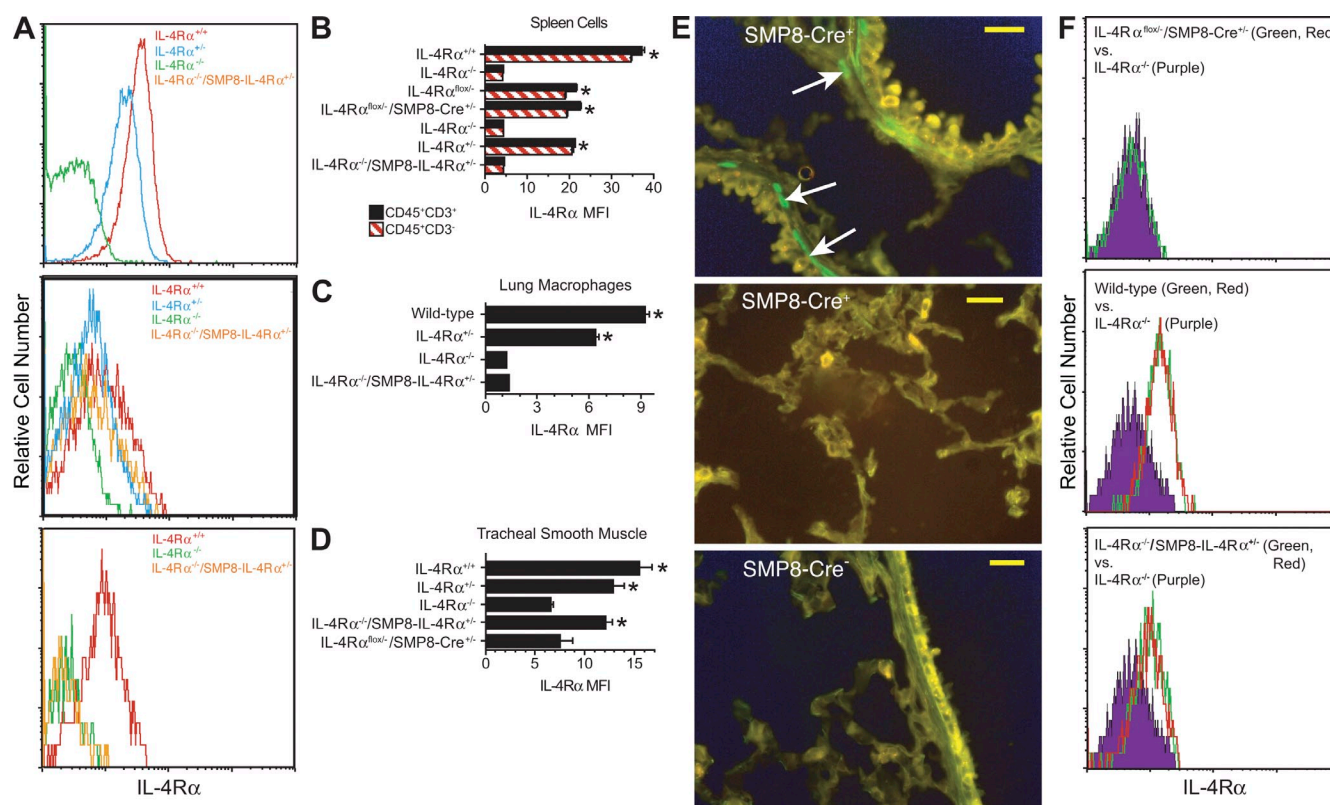 A
IL-4Rα⁺/⁺
IL-4Rα⁺/⁻
IL-4Rα⁻/⁻
IL-4Rα⁻/⁻/SMP8-IL-4Rα⁺/⁻
IL-4Rα⁺/⁺
IL-4Rα⁺/⁻
IL-4Rα⁻/⁻
IL-4Rα⁻/⁻/SMP8-IL-4Rα⁺/⁻
IL-4Rα⁺/⁺
IL-4Rα⁻/⁻
IL-4Rα⁻/⁻/SMP8-IL-4Rα⁺/⁻
Relative Cell Number
IL-4Rα
B
Spleen Cells
IL-4Rα⁺/⁺ *
IL-4Rα⁻/⁻
IL-4Rαflox/⁻ *
IL-4Rαflox/⁻/SMP8-Cre⁺/⁻ *
IL-4Rα⁻/⁻
IL-4Rα⁺/⁻ *
IL-4Rα⁻/⁻/SMP8-IL-4Rα⁺/⁻
0 10 20 30 40
IL-4Rα MFI
CD45⁺CD3⁺
CD45⁺CD3⁻
C
Lung Macrophages
Wild-type *
IL-4Rα⁺/⁻ *
IL-4Rα⁻/⁻
IL-4Rα⁻/⁻/SMP8-IL-4Rα⁺/⁻
0 3 6 9
IL-4Rα MFI
D
Tracheal Smooth Muscle
IL-4Rα⁺/⁺ *
IL-4Rα⁺/⁻ *
IL-4Rα⁻/⁻
IL-4Rα⁻/⁻/SMP8-IL-4Rα⁺/⁻ *
IL-4Rαflox/⁻/SMP8-Cre⁺/⁻
0 5 10 15
IL-4Rα MFI
E
SMP8-Cre⁺
SMP8-Cre⁺
SMP8-Cre⁻
F
IL-4Rαflox/⁻/SMP8-Cre⁺/⁻ (Green, Red)
vs.
IL-4Rα⁻/⁻ (Purple)
Wild-type (Green, Red)
vs.
IL-4Rα⁻/⁻ (Purple)
IL-4Rα⁻/⁻/SMP8-IL-4Rα⁺/⁻ (Green,
Red)
vs.
IL-4Rα⁻/⁻ (Purple)
Relative Cell Number
IL-4Rα